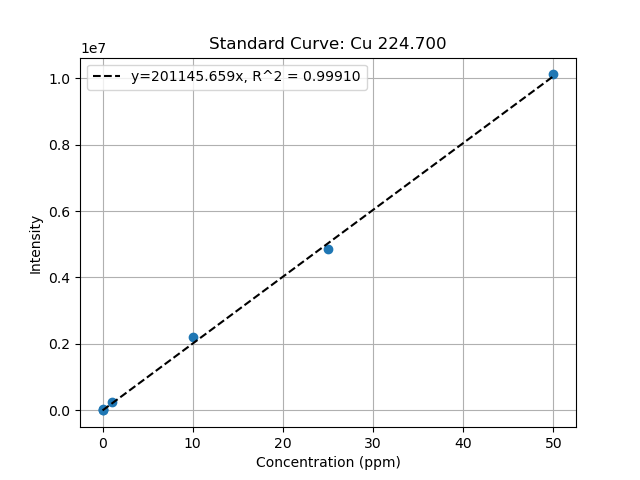 Standard Curve: Cu 224.700
1e7
y=201145.659x, R^2 = 0.99910
1.0
0.8
0.6
0.4
0.2
0.0
Intensity
0 10 20 30 40 50
Concentration (ppm)